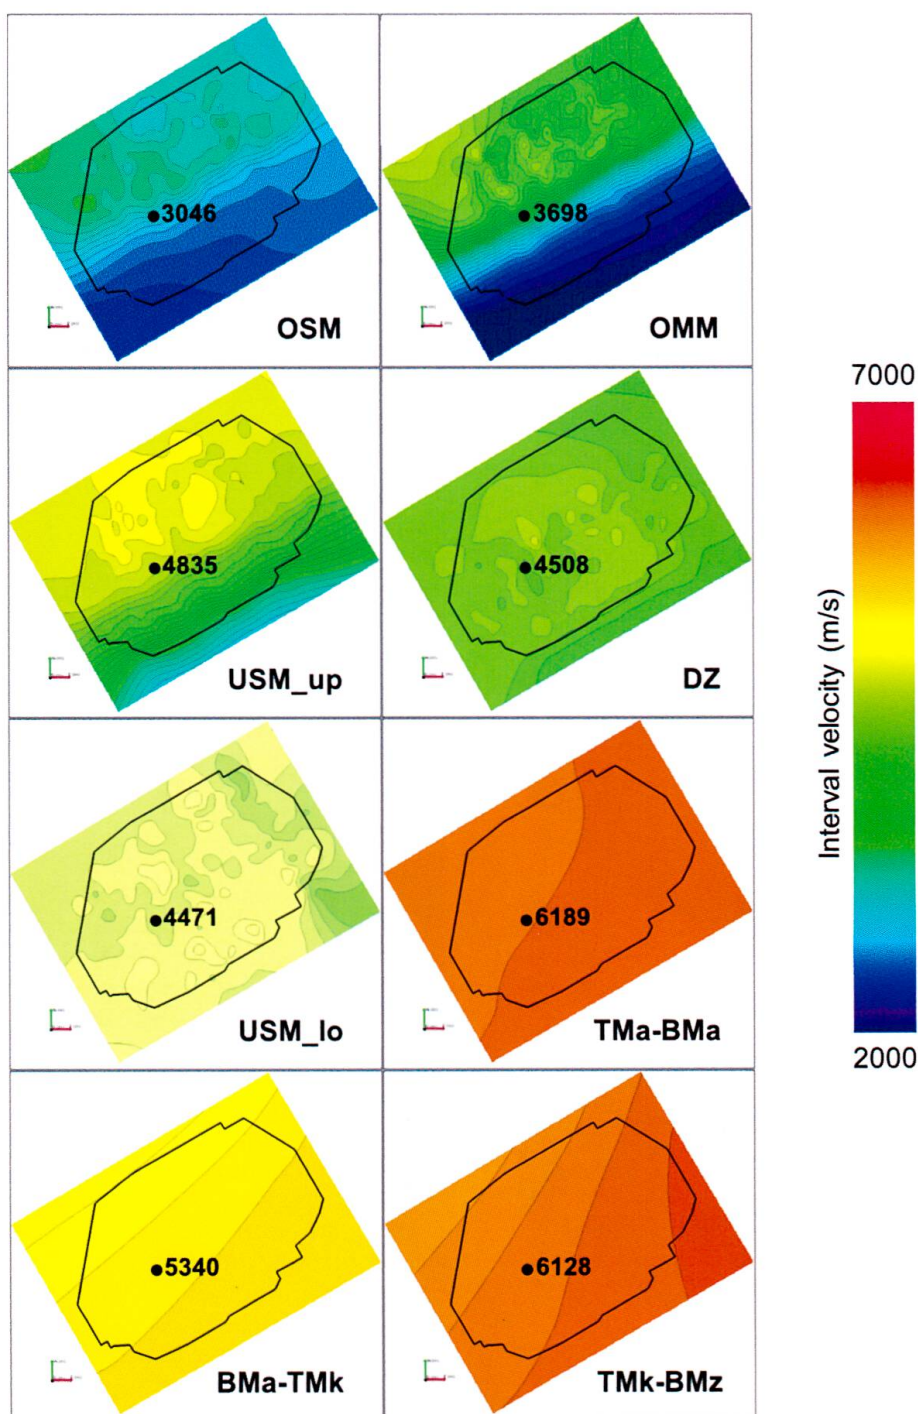 3046
OSM
3698
OMM
4835
USM_up
4508
DZ
4471
USM_lo
6189
TMa-BMa
5340
BMa-TMk
6128
TMk-BMz
7000
Interval velocity (m/s)
2000